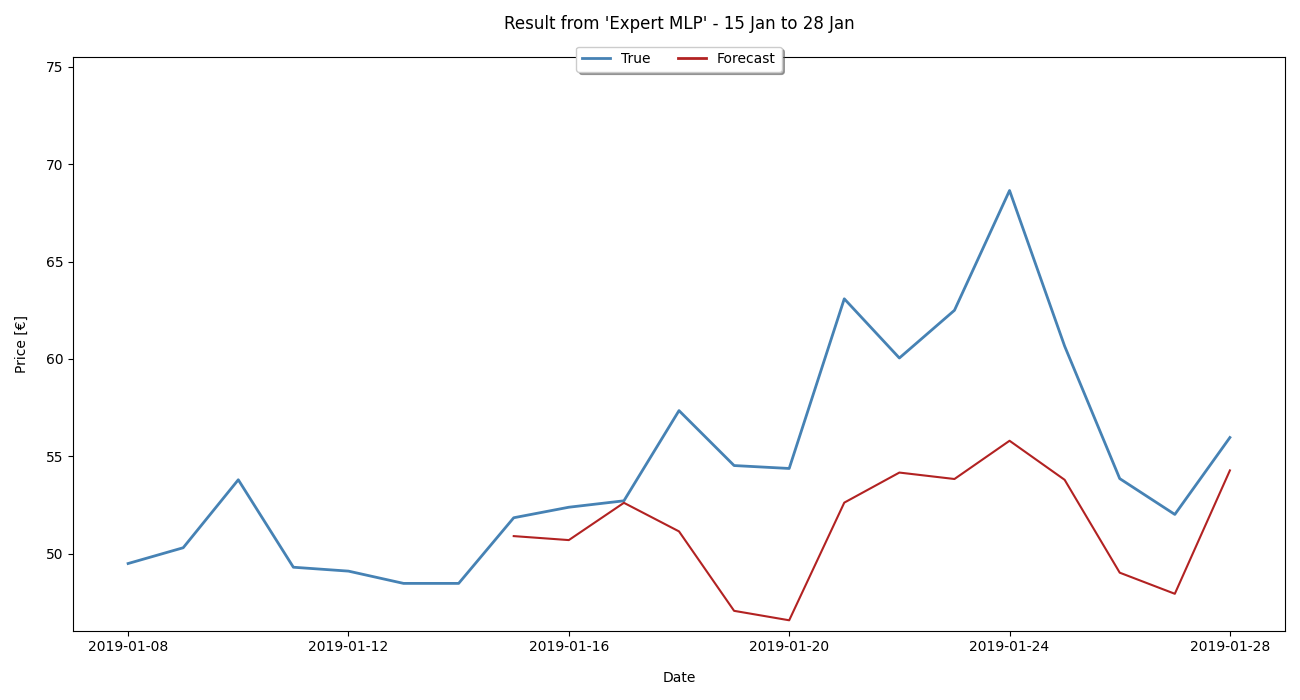 Result from 'Expert MLP' - 15 Jan to 28 Jan
True Forecast
75
70
65
60
55
50
Price [€]
2019-01-08 2019-01-12 2019-01-16 2019-01-20 2019-01-24 2019-01-28
Date